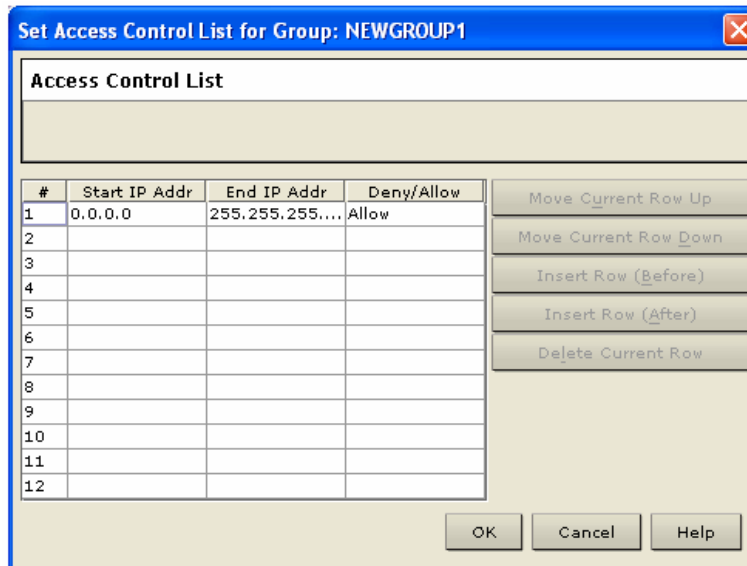 Set Access Control List for Group: NEWGROUP1
Access Control List
# Start IP Addr End IP Addr Deny/Allow
1 0.0.0.0 255.255.255.... Allow
2
3
4
5
6
7
8
9
10
11
12
Move Current Row Up
Move Current Row Down
Insert Row (Before)
Insert Row (After)
Delete Current Row
OK Cancel Help